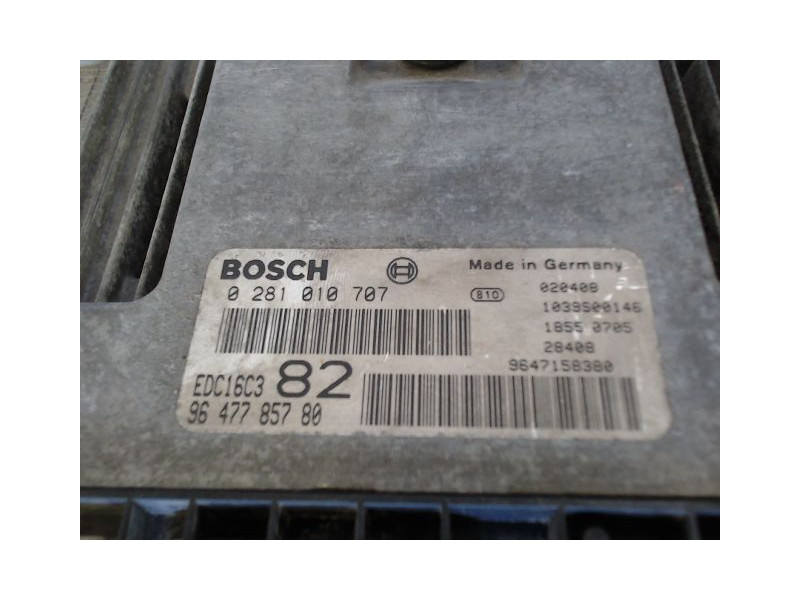 BOSCH
Made in Germany
0 281 010 707
810
020408
1039S00146
1855 0705
28408
9647158380
EDC16C3 82
96 477 857 80